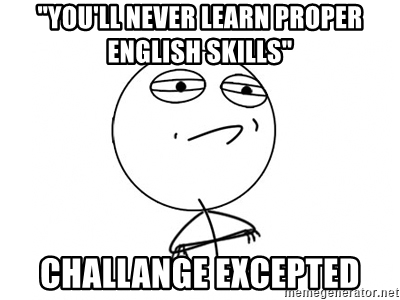 "YOU'LL NEVER LEARN PROPER
ENGLISH SKILLS"
CHALLANGE EXCEPTED
memegenerator.net